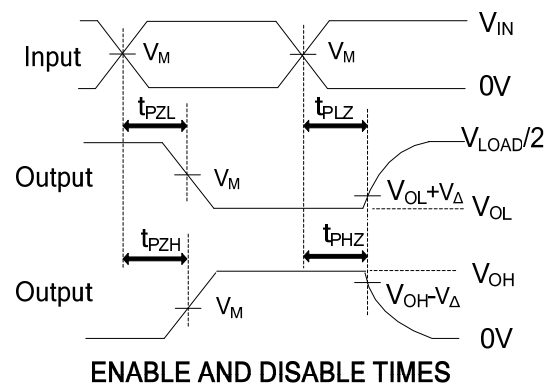 V_IN
Input
V_M
V_M
0V
t_PZL
t_PLZ
V_LOAD/2
Output
V_M
V_OL+V_Δ
V_OL
t_PZH
t_PHZ
Output
V_OH
V_M
V_OH-V_Δ
0V
ENABLE AND DISABLE TIMES